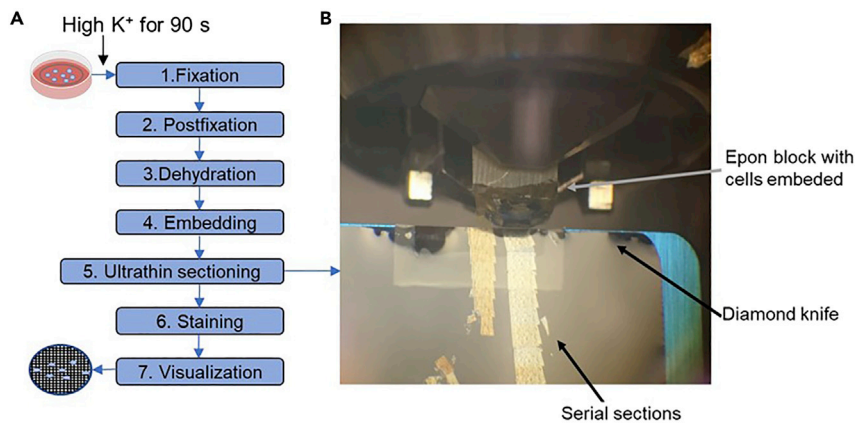 A
High K⁺ for 90 s
1.Fixation
2. Postfixation
3.Dehydration
4. Embedding
5. Ultrathin sectioning
6. Staining
7. Visualization
B
Epon block with
cells embeded
Diamond knife
Serial sections